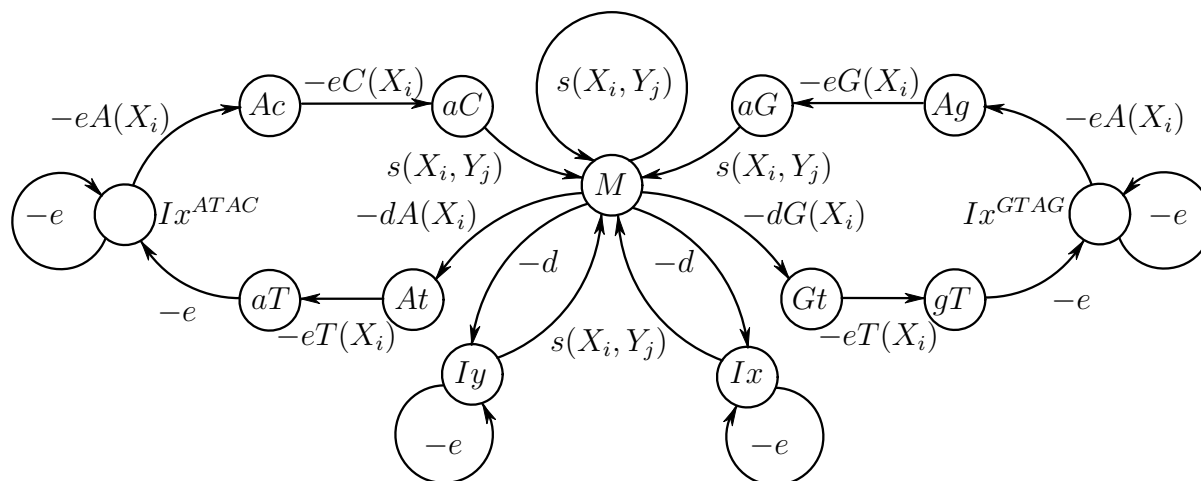 s(X_i, Y_j)
-eC(X_i)
-eG(X_i)
Ac
aC
aG
Ag
-eA(X_i)
-eA(X_i)
s(X_i, Y_j)
s(X_i, Y_j)
M
-e
Ix^{ATAC}
-dA(X_i)
-dG(X_i)
Ix^{GTAG}
-e
-d
-d
aT
At
Gt
gT
-e
-e
-eT(X_i)
s(X_i, Y_j)
-eT(X_i)
Iy
Ix
-e
-e